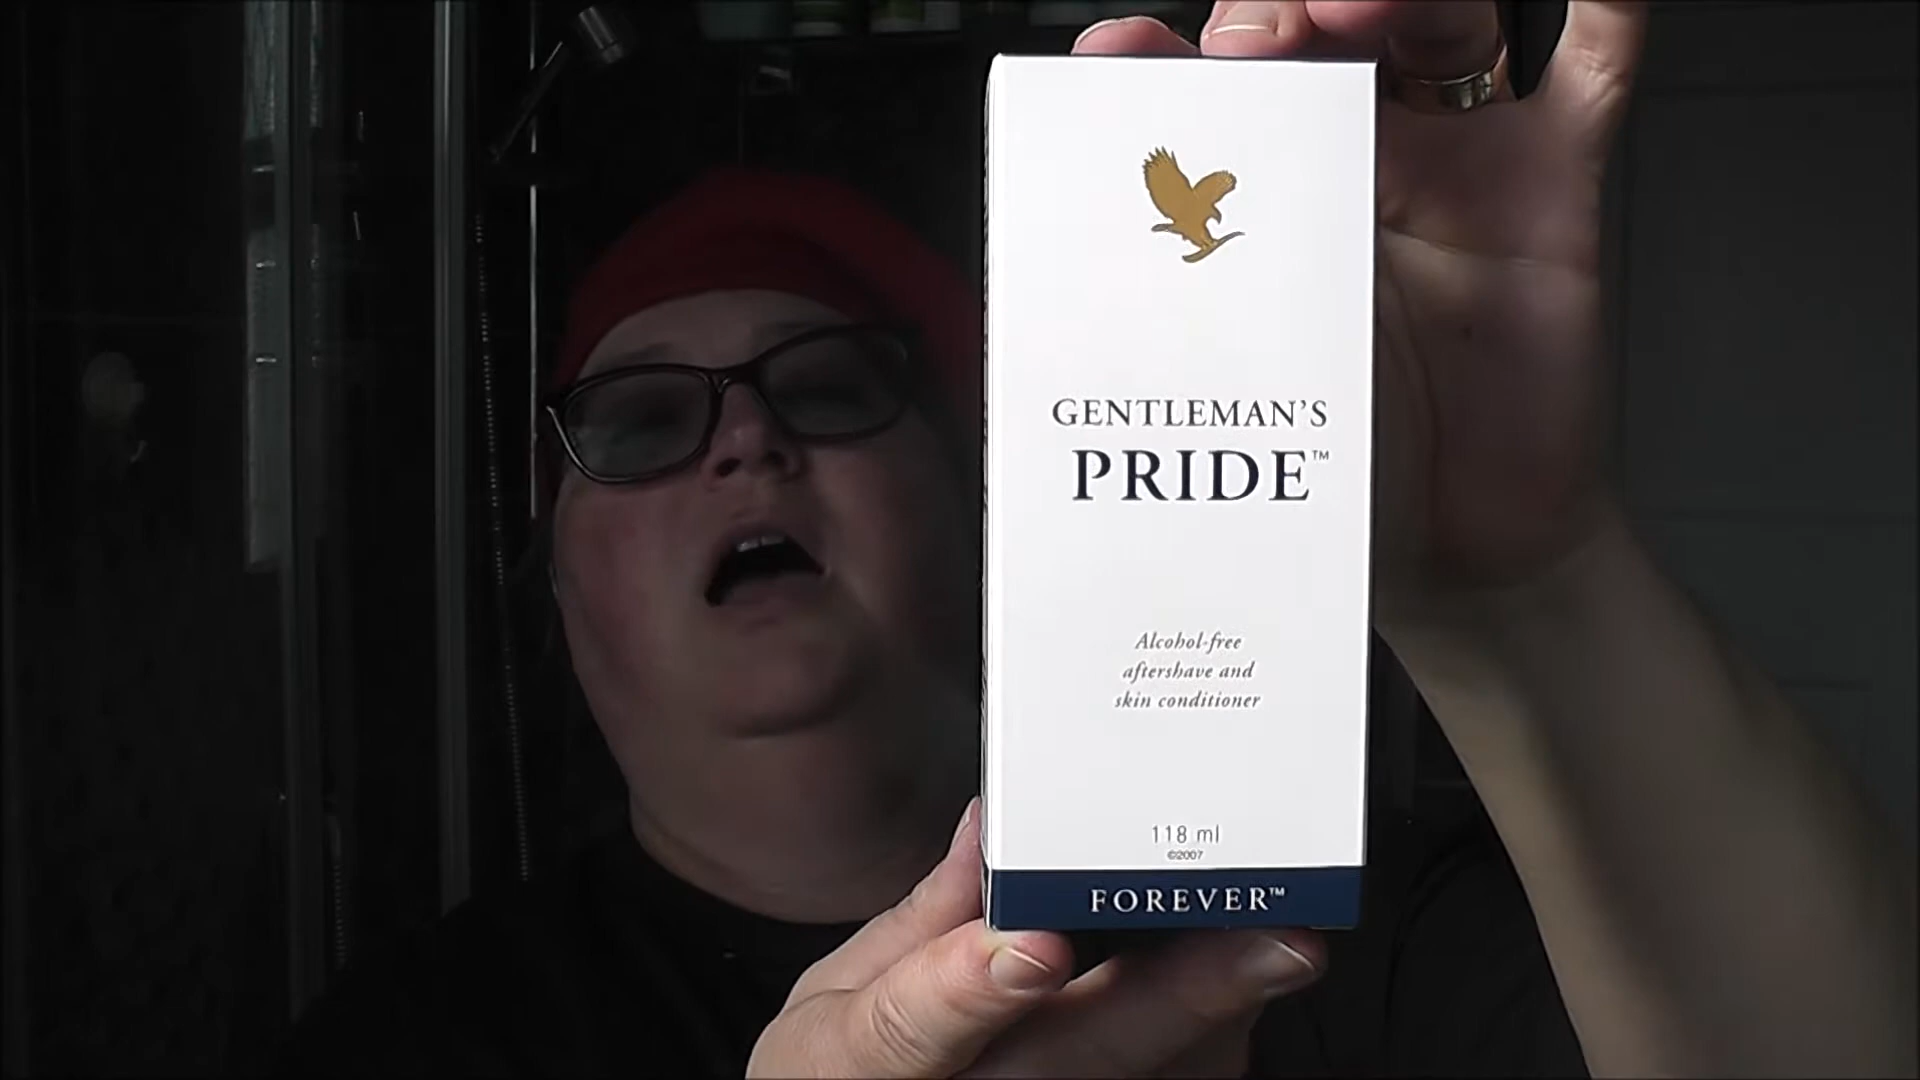 GENTLEMAN'S
PRIDE™
Alcohol-free
aftershave and
skin conditioner
118 ml
©2007
FOREVER™